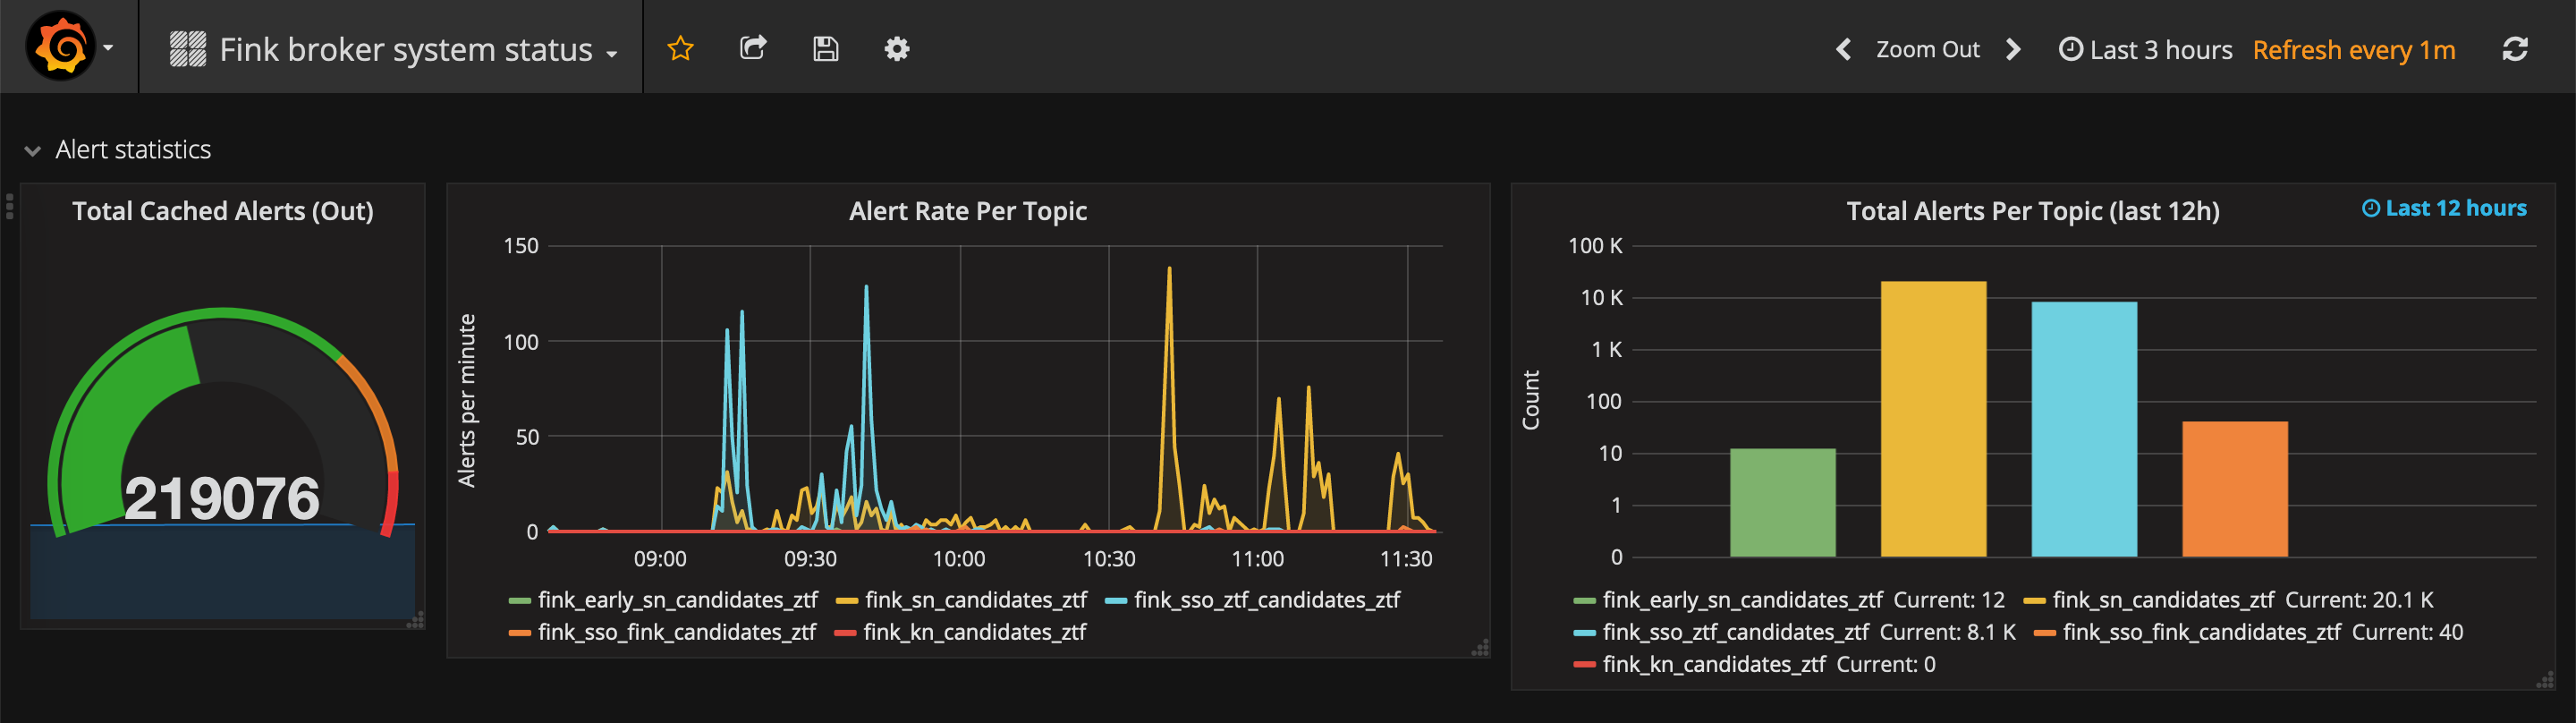 Fink broker system status
Zoom Out
Last 3 hours Refresh every 1m
Alert statistics
Total Cached Alerts (Out)
219076
Alert Rate Per Topic
Alerts per minute
150
100
50
0
09:00 09:30 10:00 10:30 11:00 11:30
fink_early_sn_candidates_ztf fink_sn_candidates_ztf fink_sso_ztf_candidates_ztf
fink_sso_fink_candidates_ztf fink_kn_candidates_ztf
Total Alerts Per Topic (last 12h)
Last 12 hours
Count
100 K
10 K
1 K
100
10
1
0
fink_early_sn_candidates_ztf Current: 12 fink_sn_candidates_ztf Current: 20.1 K
fink_sso_ztf_candidates_ztf Current: 8.1 K fink_sso_fink_candidates_ztf Current: 40
fink_kn_candidates_ztf Current: 0